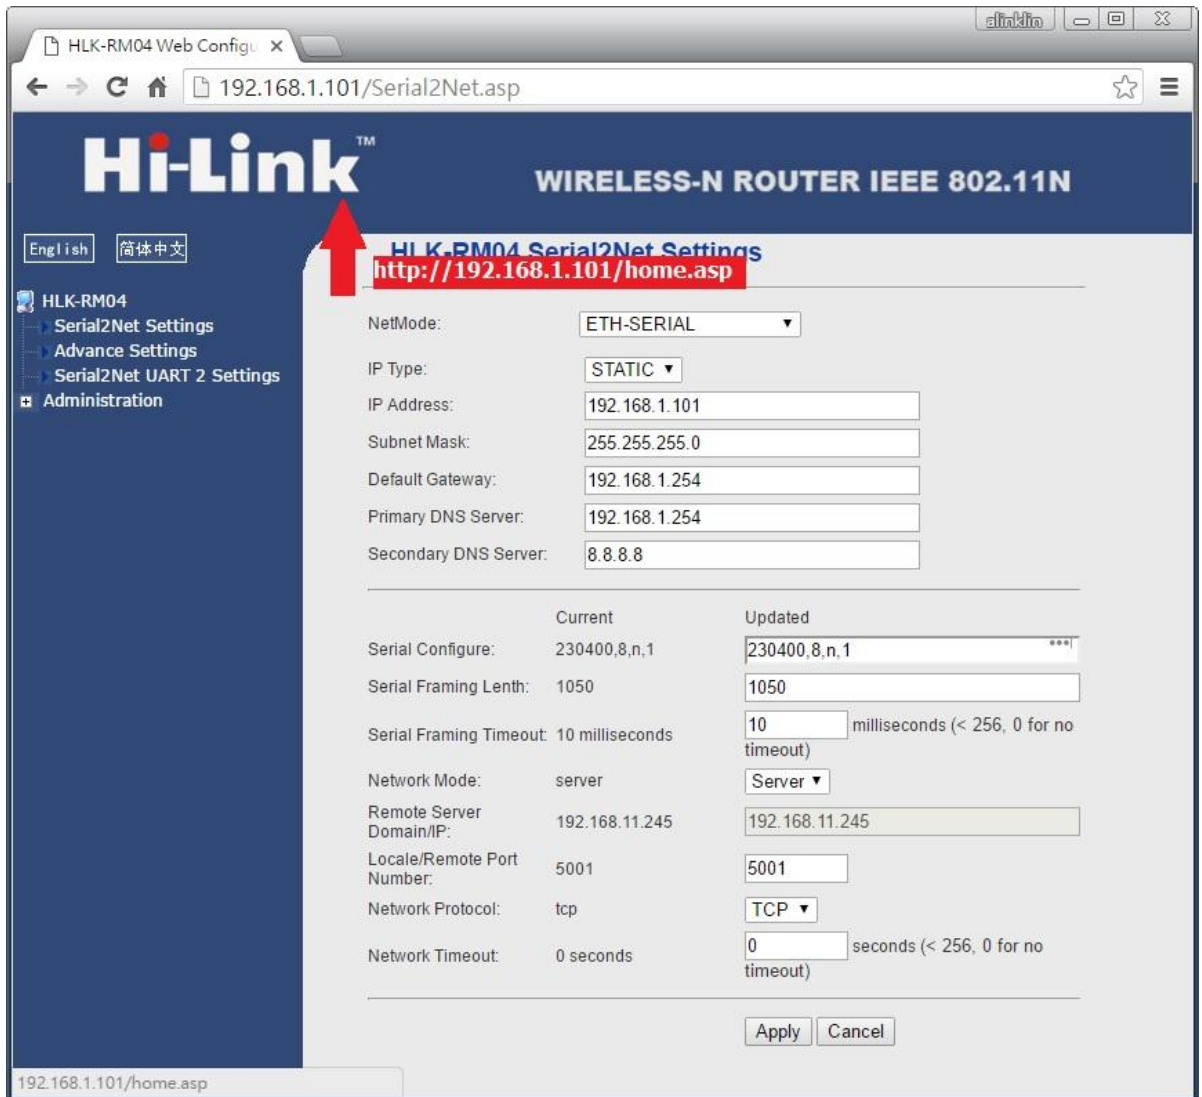 alinklin
HLK-RM04 Web Configu
192.168.1.101/Serial2Net.asp
Hi-Link™
WIRELESS-N ROUTER IEEE 802.11N
English 简体中文
HLK-RM04 Serial2Net Settings
http://192.168.1.101/home.asp
HLK-RM04
Serial2Net Settings
Advance Settings
Serial2Net UART 2 Settings
Administration
NetMode: ETH-SERIAL
IP Type: STATIC
IP Address: 192.168.1.101
Subnet Mask: 255.255.255.0
Default Gateway: 192.168.1.254
Primary DNS Server: 192.168.1.254
Secondary DNS Server: 8.8.8.8
Current Updated
Serial Configure: 230400,8,n,1 230400,8,n,1
Serial Framing Lenth: 1050 1050
Serial Framing Timeout: 10 milliseconds 10 milliseconds (< 256, 0 for no
timeout)
Network Mode: server Server
Remote Server
Domain/IP: 192.168.11.245 192.168.11.245
Locale/Remote Port
Number: 5001 5001
Network Protocol: tcp TCP
Network Timeout: 0 seconds 0 seconds (< 256, 0 for no
timeout)
Apply Cancel
192.168.1.101/home.asp